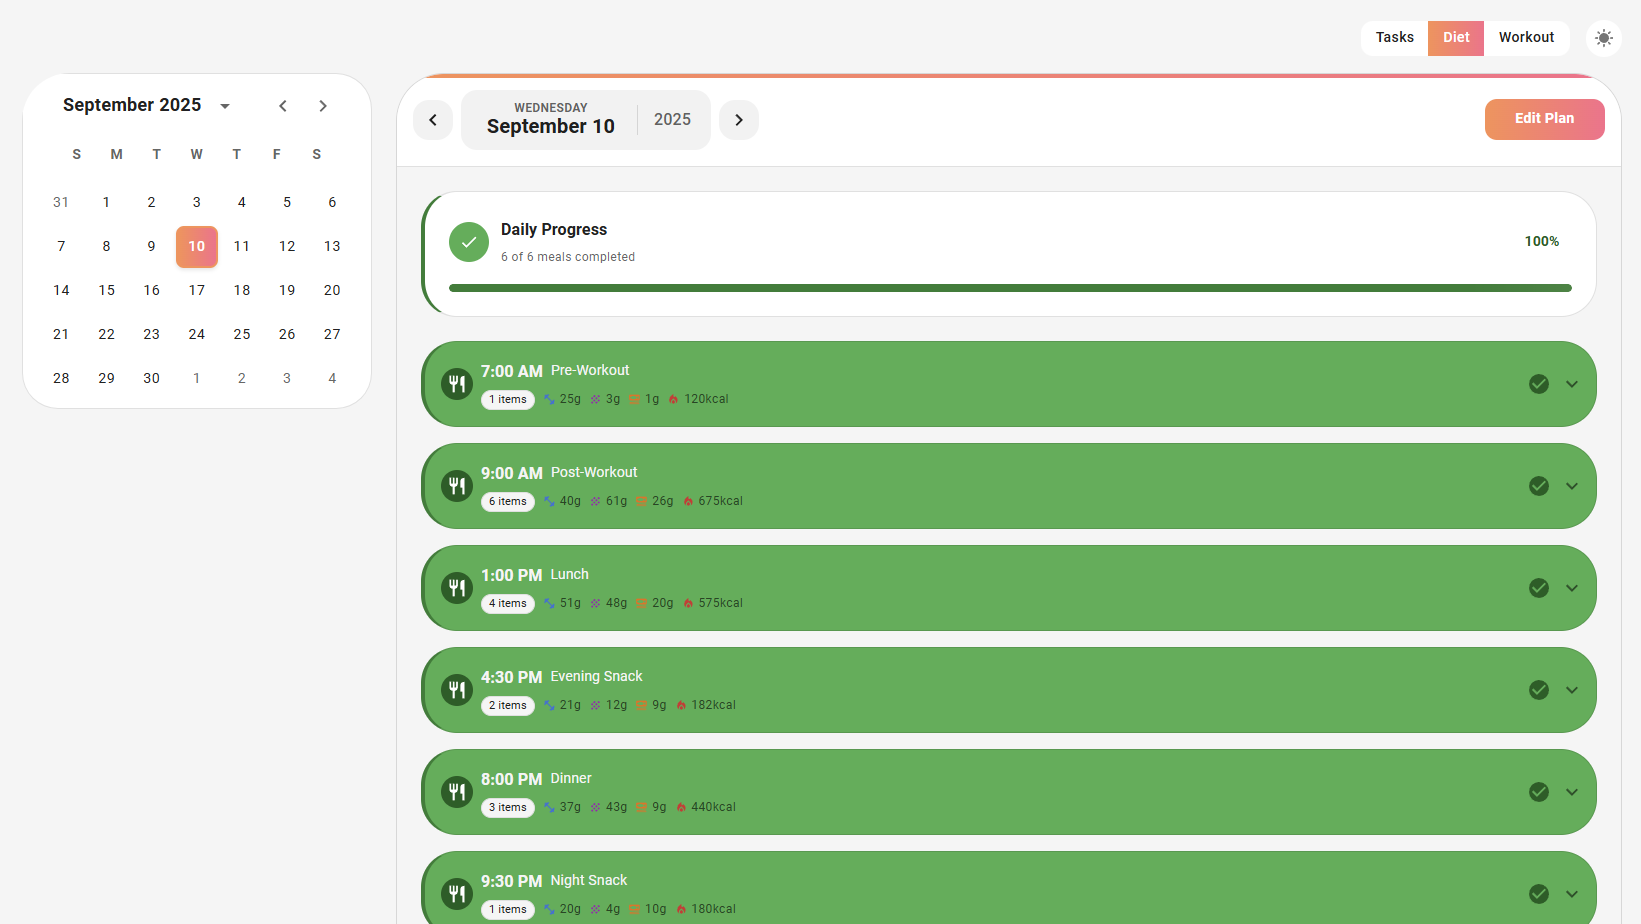 Tasks Diet Workout
September 2025
S M T W T F S
31 1 2 3 4 5 6
7 8 9 10 11 12 13
14 15 16 17 18 19 20
21 22 23 24 25 26 27
28 29 30 1 2 3 4
WEDNESDAY
September 10 2025
Edit Plan
Daily Progress
6 of 6 meals completed
100%
7:00 AM Pre-Workout
1 items 25g 3g 1g 120kcal
9:00 AM Post-Workout
6 items 40g 61g 26g 675kcal
1:00 PM Lunch
4 items 51g 48g 20g 575kcal
4:30 PM Evening Snack
2 items 21g 12g 9g 182kcal
8:00 PM Dinner
3 items 37g 43g 9g 440kcal
9:30 PM Night Snack
1 items 20g 4g 10g 180kcal